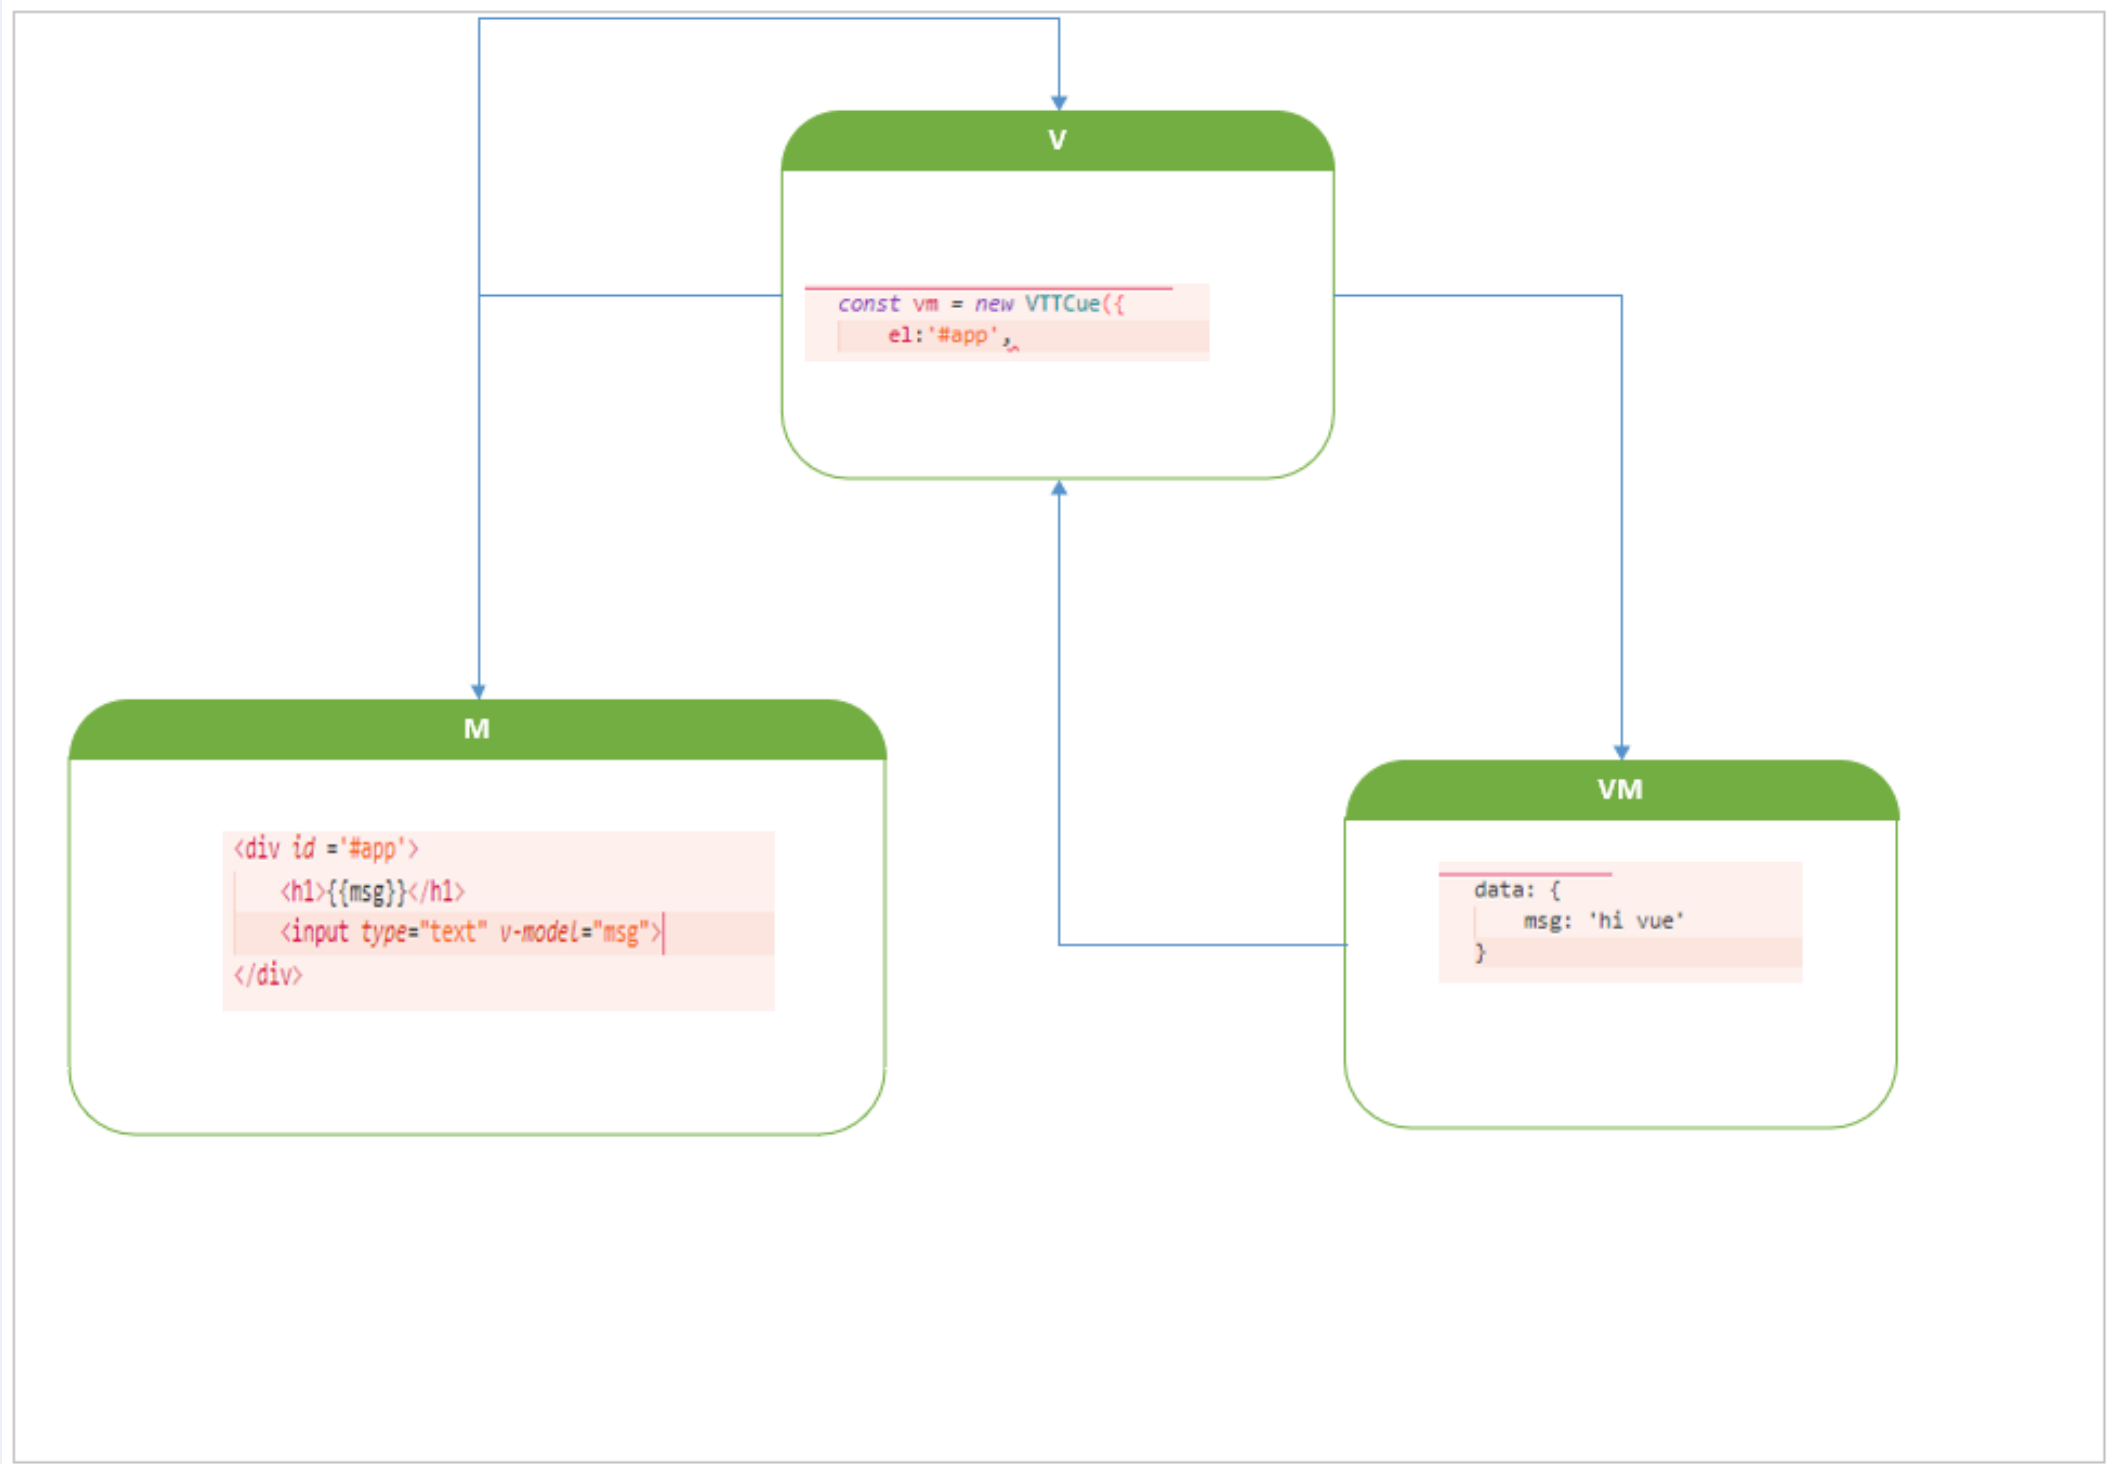 V
const vm = new VTTCue({
el:'#app',
M
<div id ='#app'>
<h1>{{msg}}</h1>
<input type="text" v-model="msg">
</div>
VM
data: {
msg: 'hi vue'
}